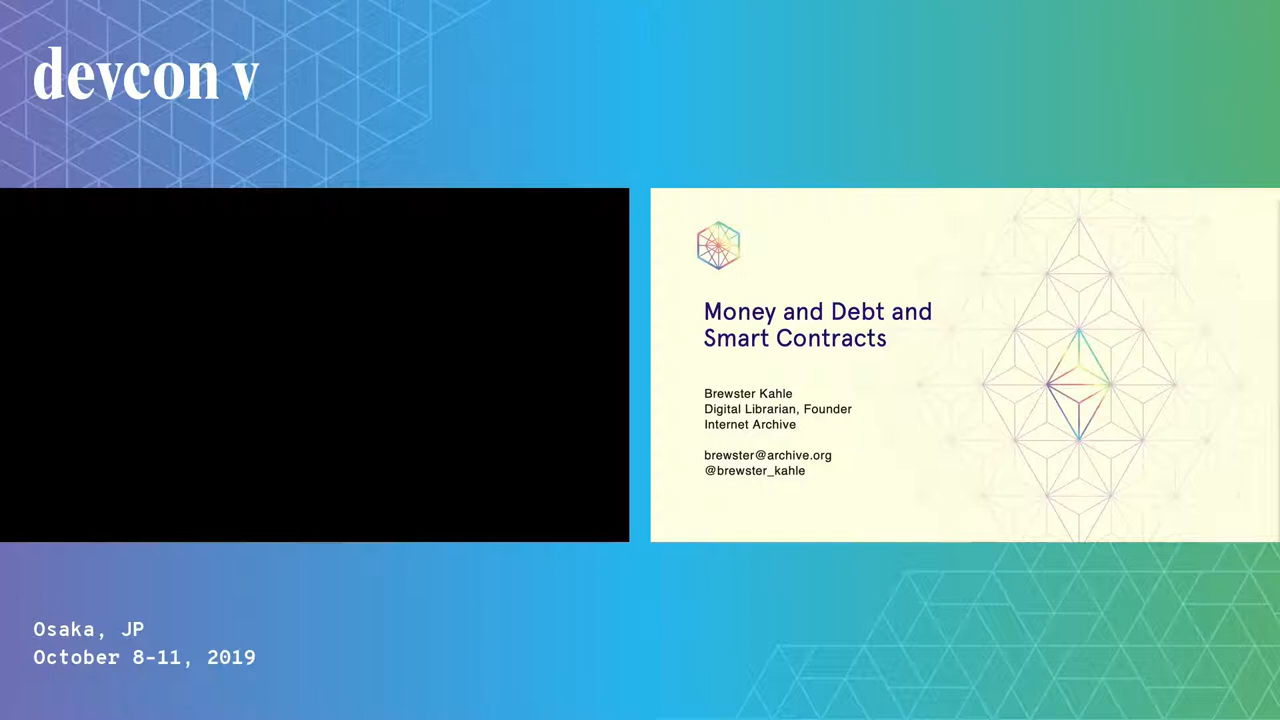 devcon v
Money and Debt and
Smart Contracts
Brewster Kahle
Digital Librarian, Founder
Internet Archive
brewster@archive.org
@brewster_kahle
Osaka, JP
October 8-11, 2019